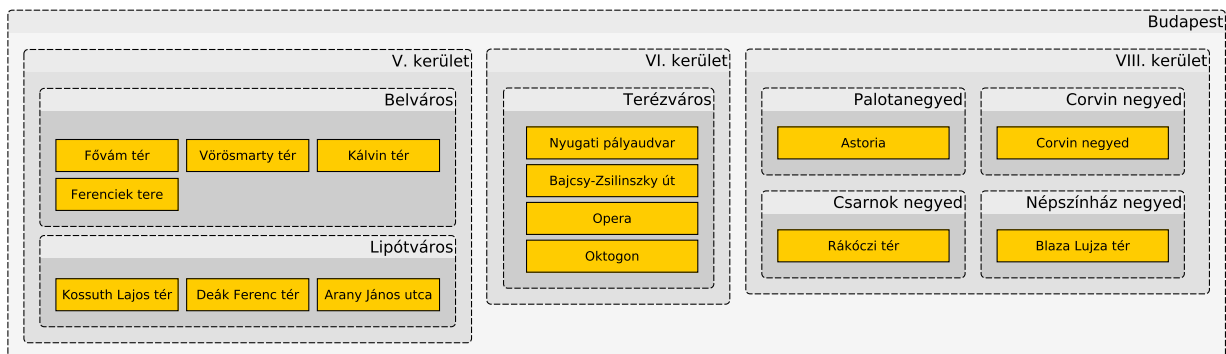 Budapest
V. kerület
Belváros
Fővám tér
Vörösmarty tér
Kálvin tér
Ferenciek tere
Lipótváros
Kossuth Lajos tér
Deák Ferenc tér
Arany János utca
VI. kerület
Terézváros
Nyugati pályaudvar
Bajcsy-Zsilinszky út
Opera
Oktogon
VIII. kerület
Palotanegyed
Astoria
Corvin negyed
Corvin negyed
Csarnok negyed
Rákóczi tér
Népszínház negyed
Blaza Lujza tér